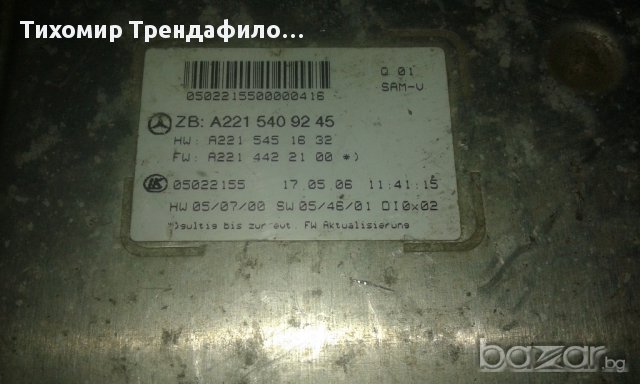 Тихомир Трендафило...
Q 01
SAM-V
0502215500000416
ZB: A221 540 92 45
HW: A221 545 16 32
FW: A221 442 21 00 *)
LK 05022155 17.05.06 11:41:15
HW 05/07/00 SW 05/46/01 DI0x02
*)gultig bis zur evt. FW Aktualisierung
bazar.bg